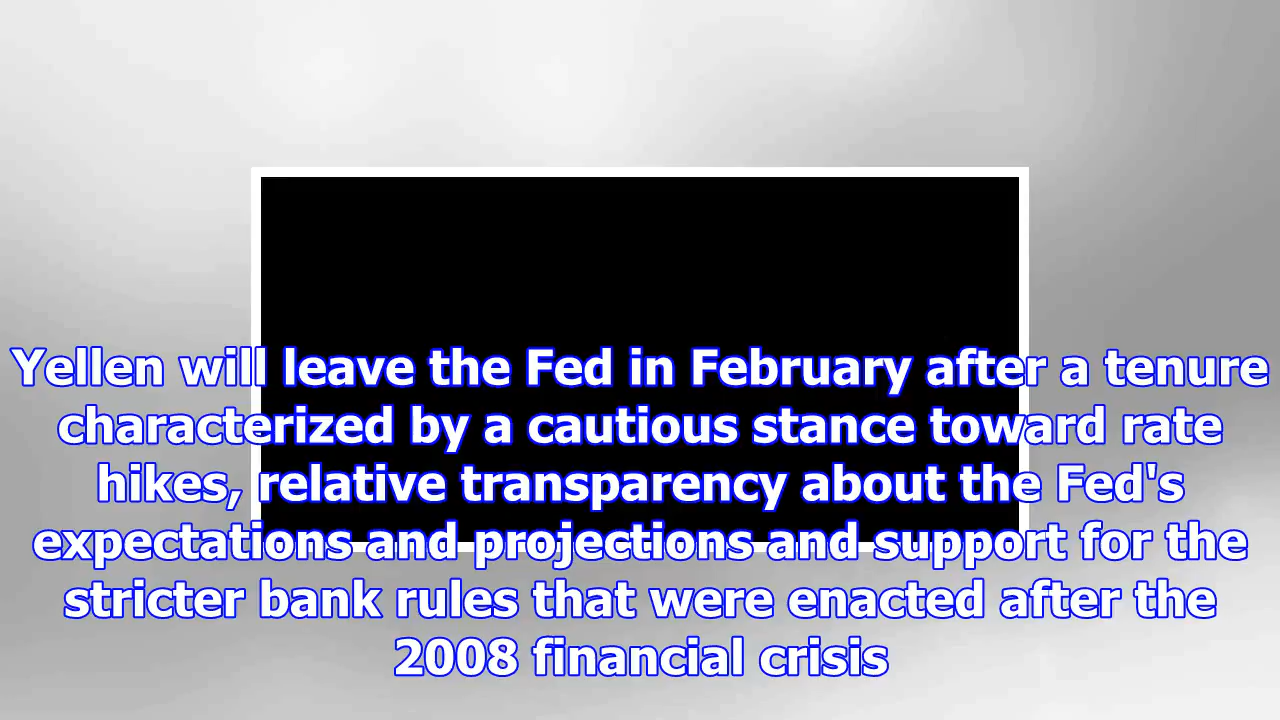 Yellen will leave the Fed in February after a tenure
characterized by a cautious stance toward rate
hikes, relative transparency about the Fed's
expectations and projections and support for the
stricter bank rules that were enacted after the
2008 financial crisis